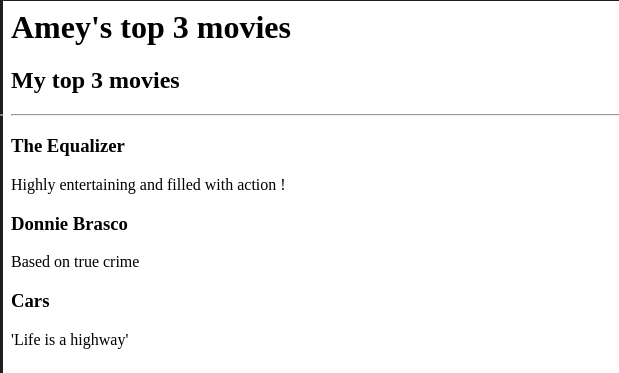 Amey's top 3 movies
My top 3 movies
The Equalizer
Highly entertaining and filled with action !
Donnie Brasco
Based on true crime
Cars
'Life is a highway'